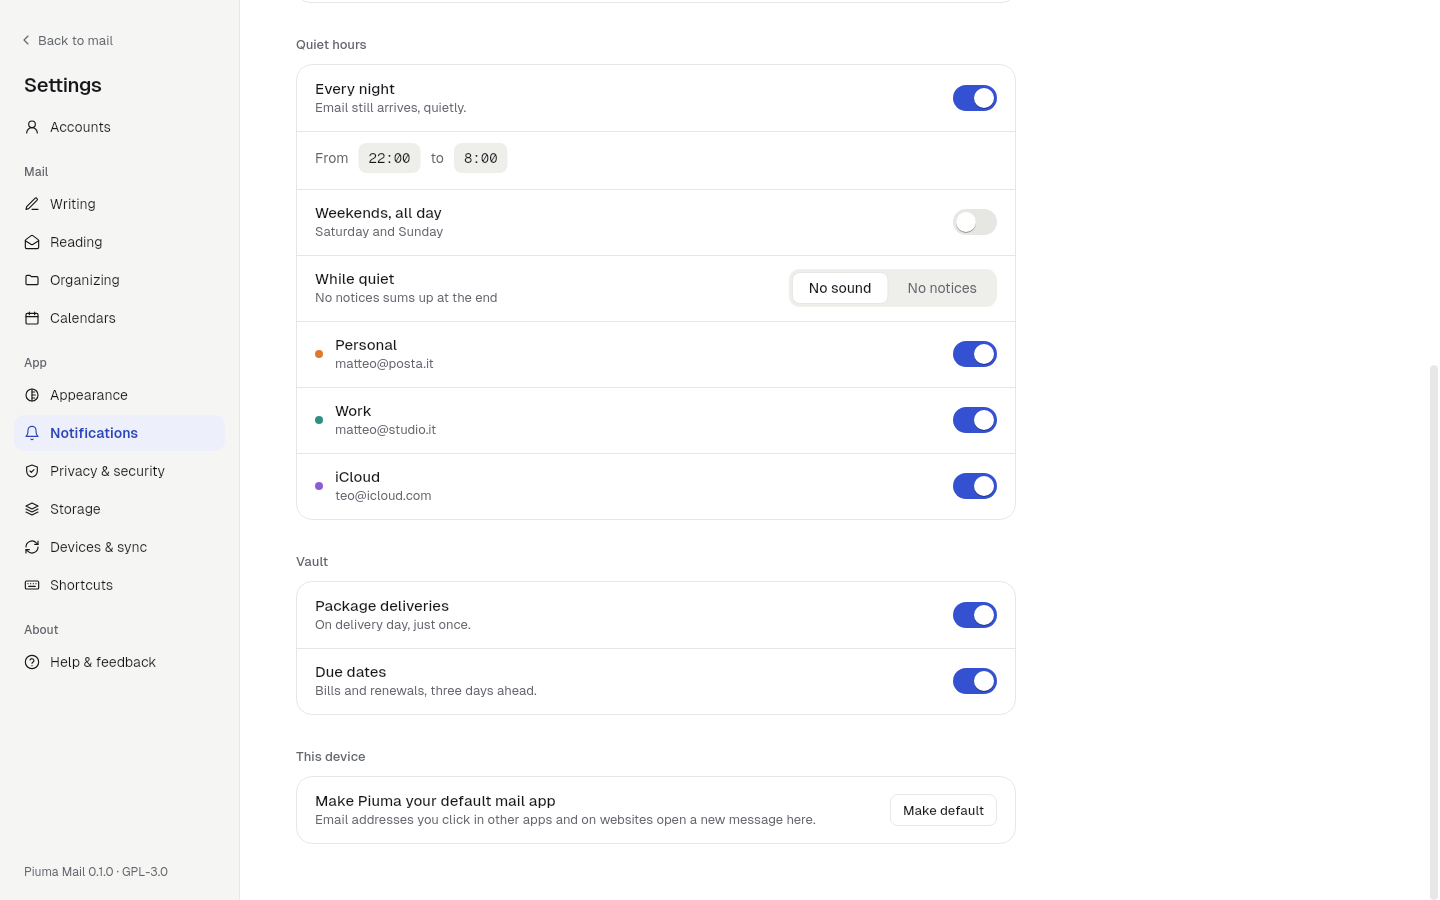 Back to mail
Settings
Accounts
Mail
Writing
Reading
Organizing
Calendars
App
Appearance
Notifications
Privacy & security
Storage
Devices & sync
Shortcuts
About
Help & feedback
Piuma Mail 0.1.0 · GPL-3.0
Quiet hours
Every night
Email still arrives, quietly.
From 22:00 to 8:00
Weekends, all day
Saturday and Sunday
While quiet
No notices sums up at the end
No sound No notices
Personal
matteo@posta.it
Work
matteo@studio.it
iCloud
teo@icloud.com
Vault
Package deliveries
On delivery day, just once.
Due dates
Bills and renewals, three days ahead.
This device
Make Piuma your default mail app
Email addresses you click in other apps and on websites open a new message here.
Make default